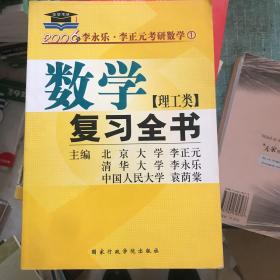 2006李永乐·李正元考研数学①
数学
【理工类】
复习全书
主编 北京大学 李正元
清华大学 李永乐
中国人民大学 袁荫棠
国家行政学院出版社